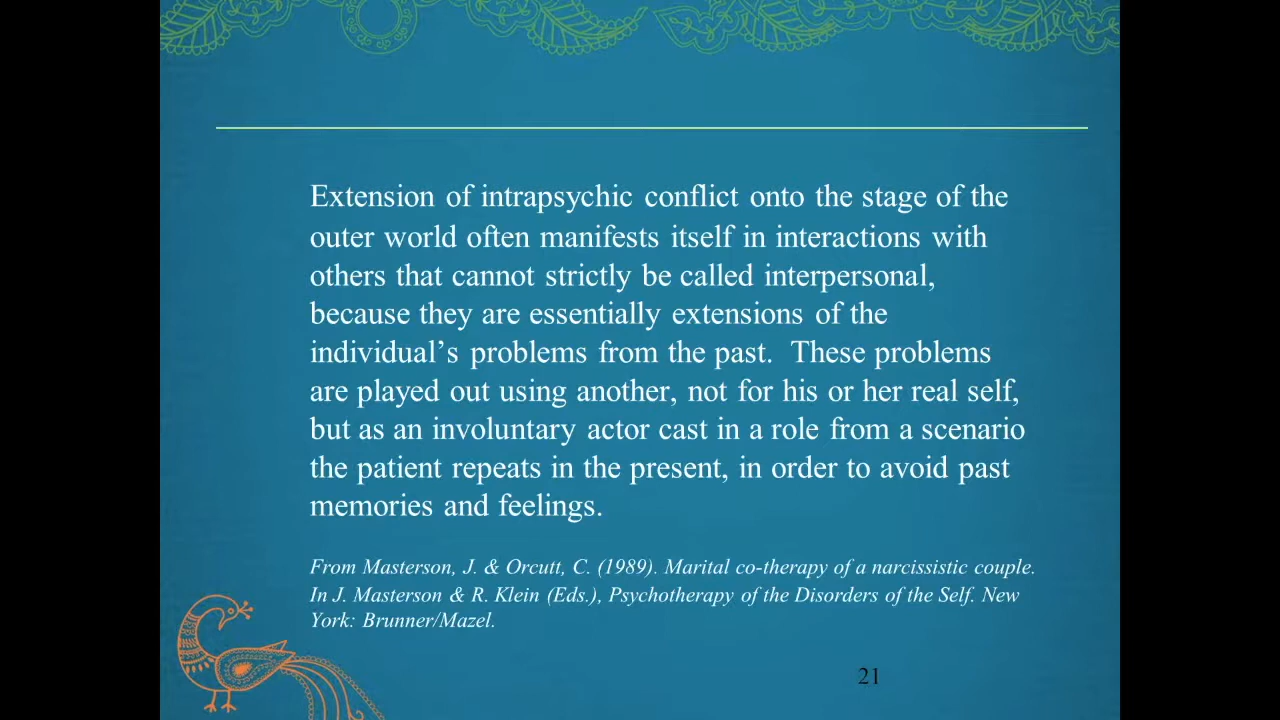 Extension of intrapsychic conflict onto the stage of the
outer world often manifests itself in interactions with
others that cannot strictly be called interpersonal,
because they are essentially extensions of the
individual’s problems from the past.  These problems
are played out using another, not for his or her real self,
but as an involuntary actor cast in a role from a scenario
the patient repeats in the present, in order to avoid past
memories and feelings.
From Masterson, J. & Orcutt, C. (1989). Marital co-therapy of a narcissistic couple.
In J. Masterson & R. Klein (Eds.), Psychotherapy of the Disorders of the Self. New
York: Brunner/Mazel.
21